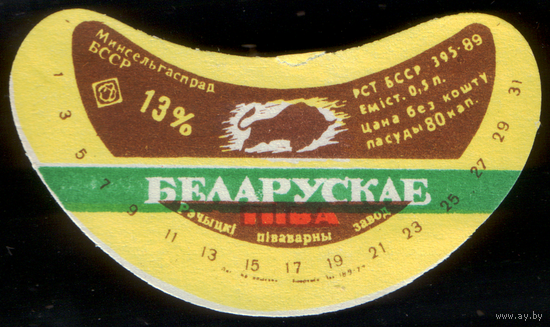 Минсельгаспрад
БССР
13%
РСТ БССР 395-89
Еміст. 0,5 л.
Цана без кошту
пасуды 80 кап.
БЕЛАРУСКАЕ
ПІВА
Рэчыцкі піваварны завод
1 3 5 7 9 11 13 15 17 19 21 23 25 27 29 31
www.ay.by